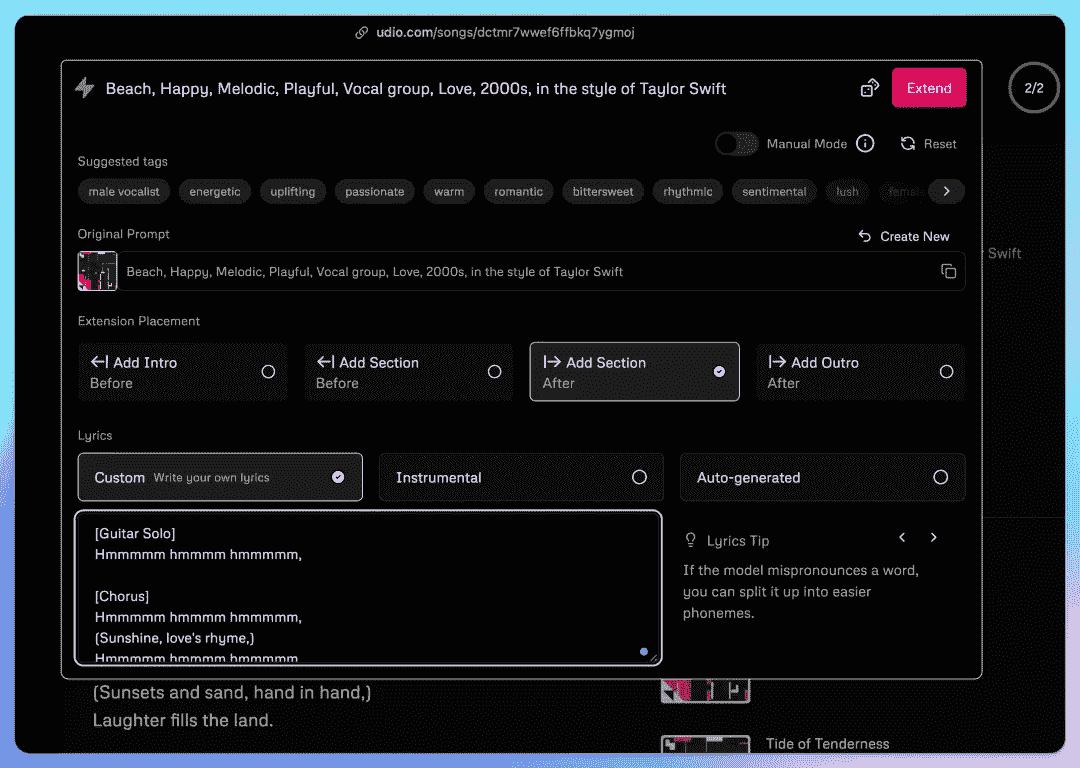 udio.com/songs/dctmr7wwef6ffbkq7ygmoj
Beach, Happy, Melodic, Playful, Vocal group, Love, 2000s, in the style of Taylor Swift
Extend
2/2
Manual Mode
Reset
Suggested tags
male vocalist
energetic
uplifting
passionate
warm
romantic
bittersweet
rhythmic
sentimental
lush
Original Prompt
Create New
Swift
Beach, Happy, Melodic, Playful, Vocal group, Love, 2000s, in the style of Taylor Swift
Extension Placement
Add Intro
Before
Add Section
Before
Add Section
After
Add Outro
After
Lyrics
Custom Write your own lyrics
Instrumental
Auto-generated
[Guitar Solo]
Hmmmmm hmmmm hmmmmm,
[Chorus]
Hmmmmm hmmmm hmmmmm,
(Sunshine, love's rhyme,)
Hmmmmm hmmmm hmmmmm
Lyrics Tip
If the model mispronounces a word,
you can split it up into easier
phonemes.
(Sunsets and sand, hand in hand,)
Laughter fills the land.
Tide of Tenderness